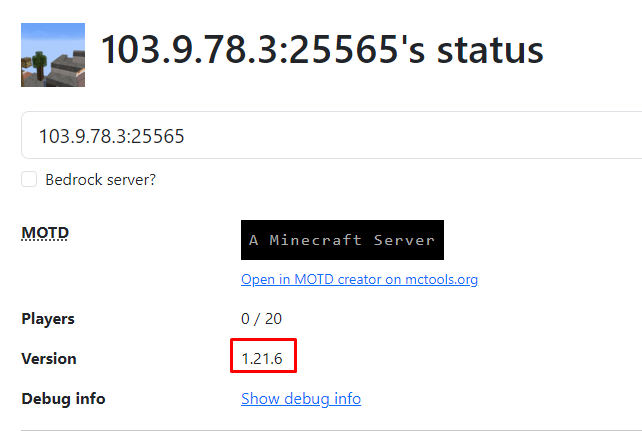 103.9.78.3:25565's status
103.9.78.3:25565
Bedrock server?
MOTD
A Minecraft Server
Open in MOTD creator on mctools.org
Players 0 / 20
Version 1.21.6
Debug info Show debug info